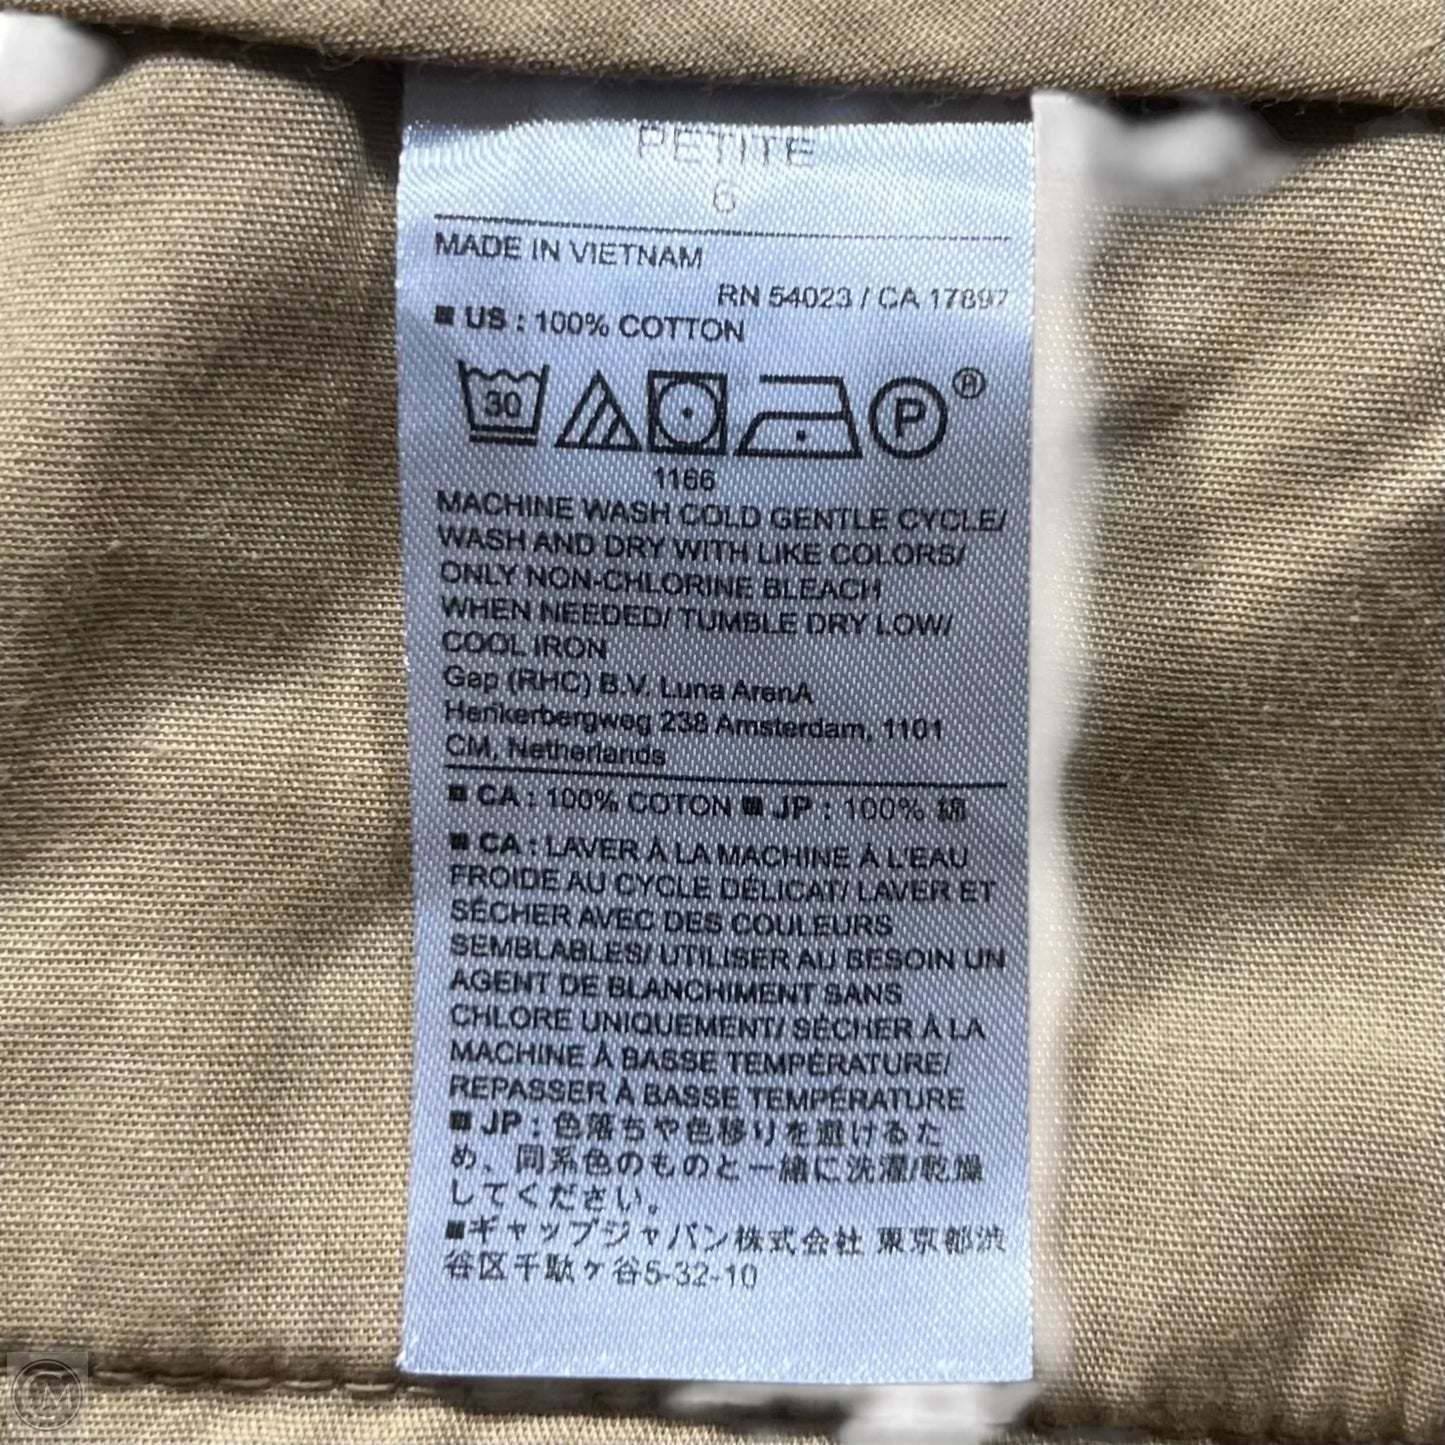 PETITE
6
MADE IN VIETNAM
RN 54023 / CA 17897
■ US : 100% COTTON
30 P H
1166
MACHINE WASH COLD GENTLE CYCLE/
WASH AND DRY WITH LIKE COLORS/
ONLY NON-CHLORINE BLEACH
WHEN NEEDED/ TUMBLE DRY LOW/
COOL IRON
Gap (RHC) B.V. Luna ArenA
Herikerbergweg 238 Amsterdam, 1101
CM, Netherlands
■ CA : 100% COTON ■ JP : 100% 綿
■ CA : LAVER À LA MACHINE À L'EAU
FROIDE AU CYCLE DÉLICAT/ LAVER ET
SÉCHER AVEC DES COULEURS
SEMBLABLES/ UTILISER AU BESOIN UN
AGENT DE BLANCHIMENT SANS
CHLORE UNIQUEMENT/ SÉCHER À LA
MACHINE À BASSE TEMPÉRATURE/
REPASSER À BASSE TEMPÉRATURE
■ JP : 色落ちや色移りを避けるた
め、同系色のものと一緒に洗濯/乾燥
してください。
■ギャップジャパン株式会社 東京都渋
谷区千駄ヶ谷5-32-10